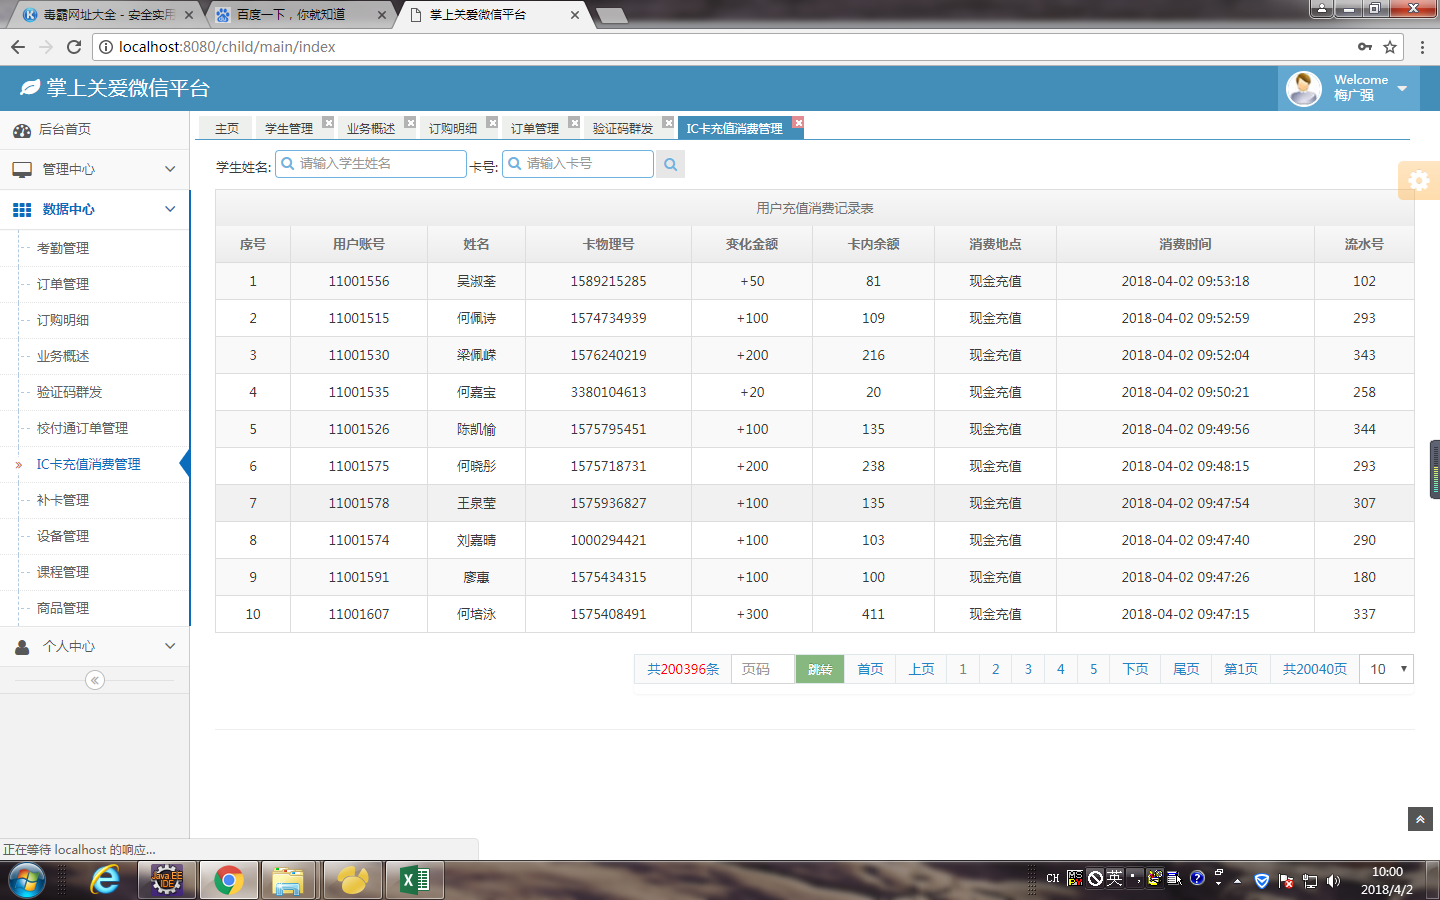 毒霸网址大全 - 安全实用
百度一下，你就知道
掌上关爱微信平台
localhost:8080/child/main/index
掌上关爱微信平台
Welcome
梅广强
后台首页
管理中心
数据中心
考勤管理
订单管理
订购明细
业务概述
验证码群发
校付通订单管理
IC卡充值消费管理
补卡管理
设备管理
课程管理
商品管理
个人中心
主页 学生管理 业务概述 订购明细 订单管理 验证码群发 IC卡充值消费管理
学生姓名: 请输入学生姓名 卡号: 请输入卡号
用户充值消费记录表
序号 用户账号 姓名 卡物理号 变化金额 卡内余额 消费地点 消费时间 流水号
1 11001556 吴淑荃 1589215285 +50 81 现金充值 2018-04-02 09:53:18 102
2 11001515 何佩诗 1574734939 +100 109 现金充值 2018-04-02 09:52:59 293
3 11001530 梁佩嵘 1576240219 +200 216 现金充值 2018-04-02 09:52:04 343
4 11001535 何嘉宝 3380104613 +20 20 现金充值 2018-04-02 09:50:21 258
5 11001526 陈凯愉 1575795451 +100 135 现金充值 2018-04-02 09:49:56 344
6 11001575 何晓彤 1575718731 +200 238 现金充值 2018-04-02 09:48:15 293
7 11001578 王泉莹 1575936827 +100 135 现金充值 2018-04-02 09:47:54 307
8 11001574 刘嘉晴 1000294421 +100 103 现金充值 2018-04-02 09:47:40 290
9 11001591 廖惠 1575434315 +100 100 现金充值 2018-04-02 09:47:26 180
10 11001607 何培泳 1575408491 +300 411 现金充值 2018-04-02 09:47:15 337
共200396条 页码 跳转 首页 上页 1 2 3 4 5 下页 尾页 第1页 共20040页 10
正在等待 localhost 的响应...
Java EE
IDE
CH
英
10:00
2018/4/2